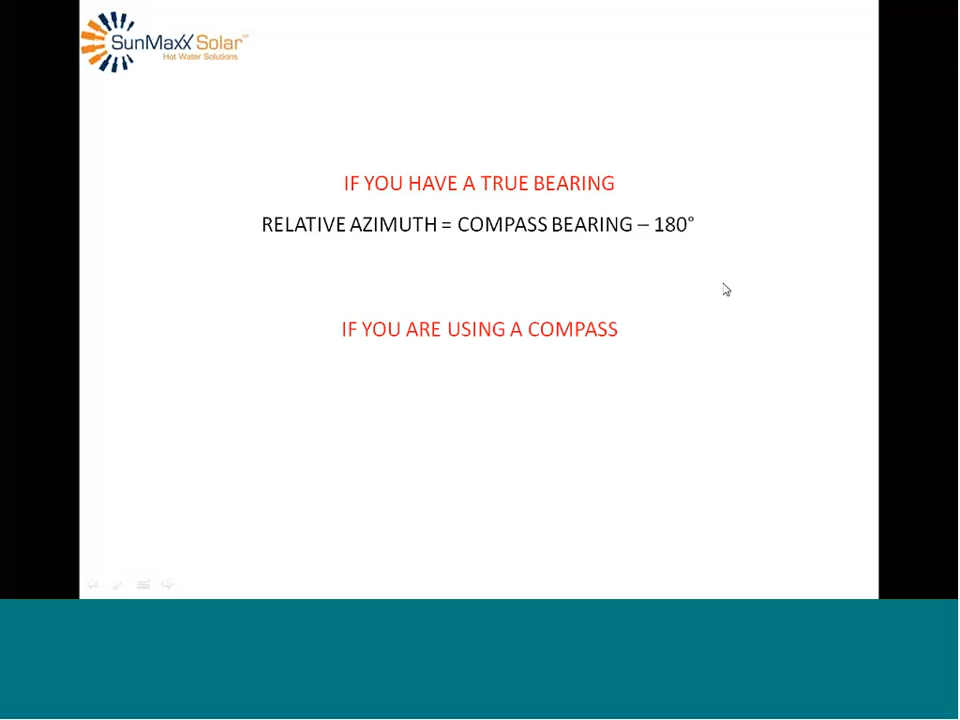 SunMaxx Solar™
Hot Water Solutions
IF YOU HAVE A TRUE BEARING
RELATIVE AZIMUTH = COMPASS BEARING – 180°
IF YOU ARE USING A COMPASS